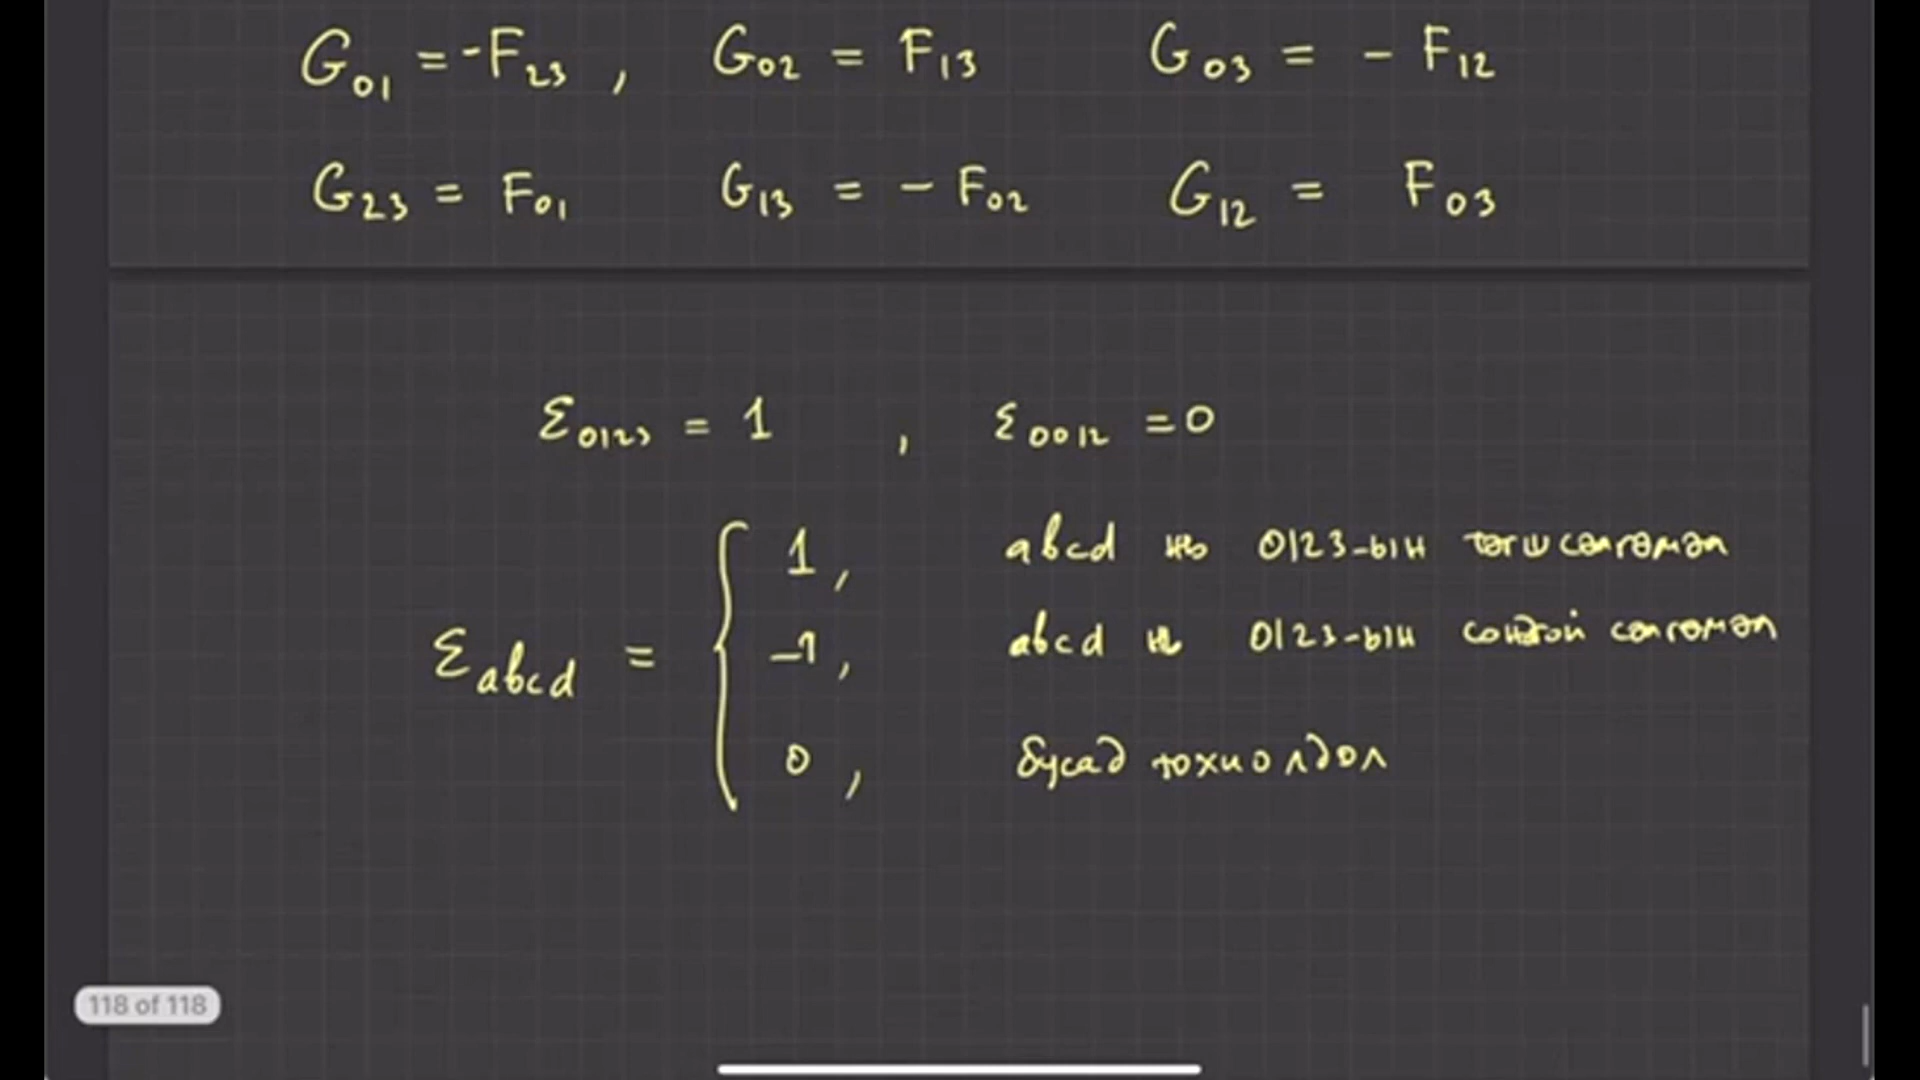 G₀₁ = -F₂₃ , G₀₂ = F₁₃ G₀₃ = - F₁₂
G₂₃ = F₀₁ G₁₃ = - F₀₂ G₁₂ = F₀₃
ε₀₁₂₃ = 1 , ε₀₀₁₂ = 0
1 , abcd нь 0123-ын тэгш сэлгэмэл
ε abcd = { -1 , abcd нь 0123-ын сондгой сэлгэмэл
0 , бусад тохиолдол
118 of 118